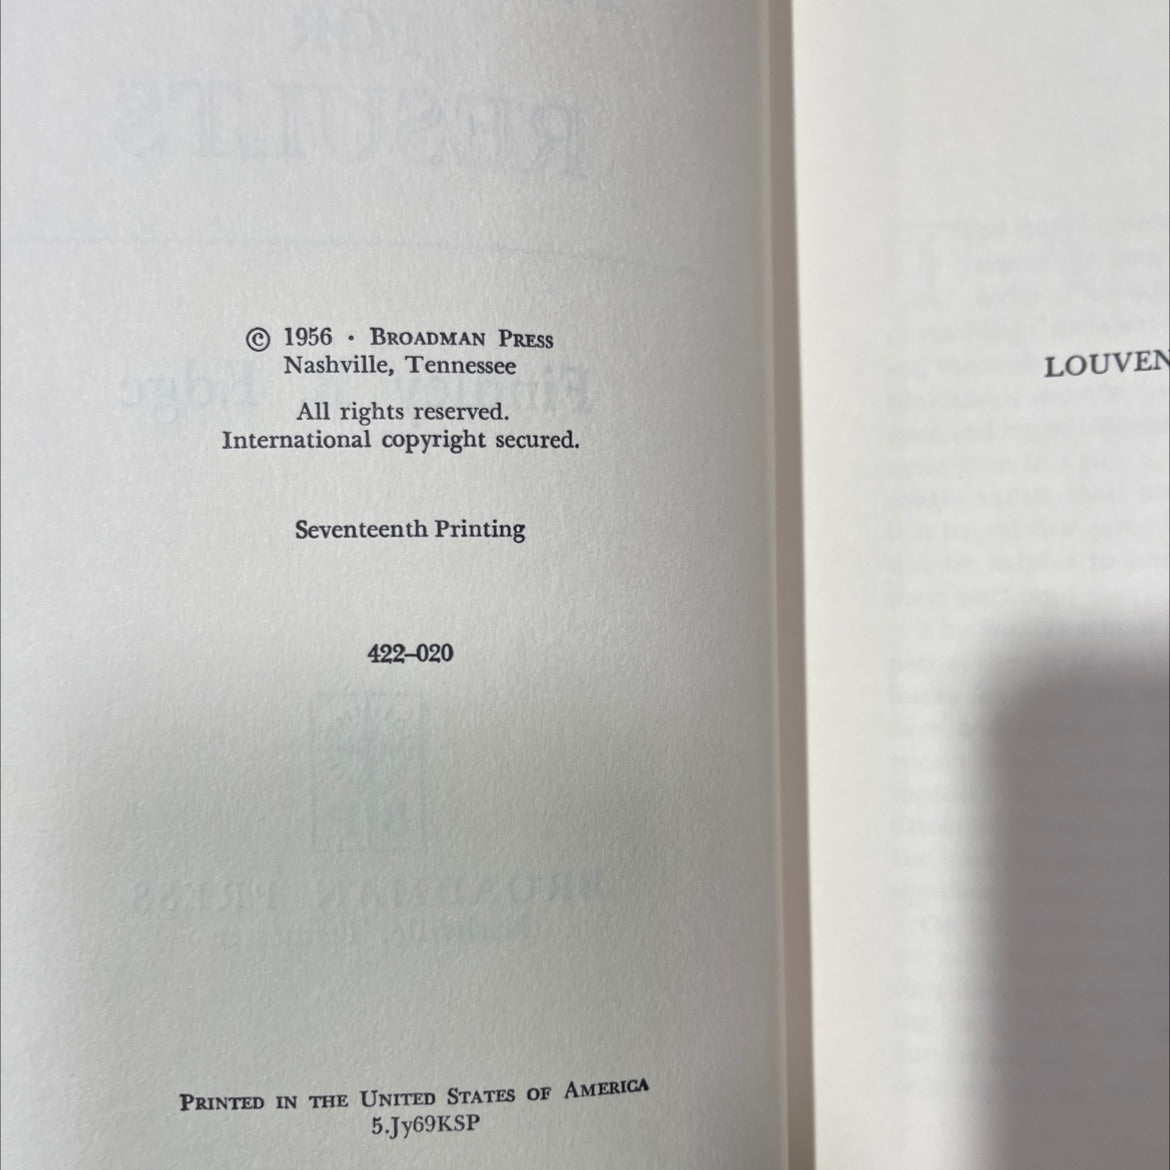 © 1956 · BROADMAN PRESS
Nashville, Tennessee
All rights reserved.
International copyright secured.
Seventeenth Printing
422–020
PRINTED IN THE UNITED STATES OF AMERICA
5.Jy69KSP
LOUVEN